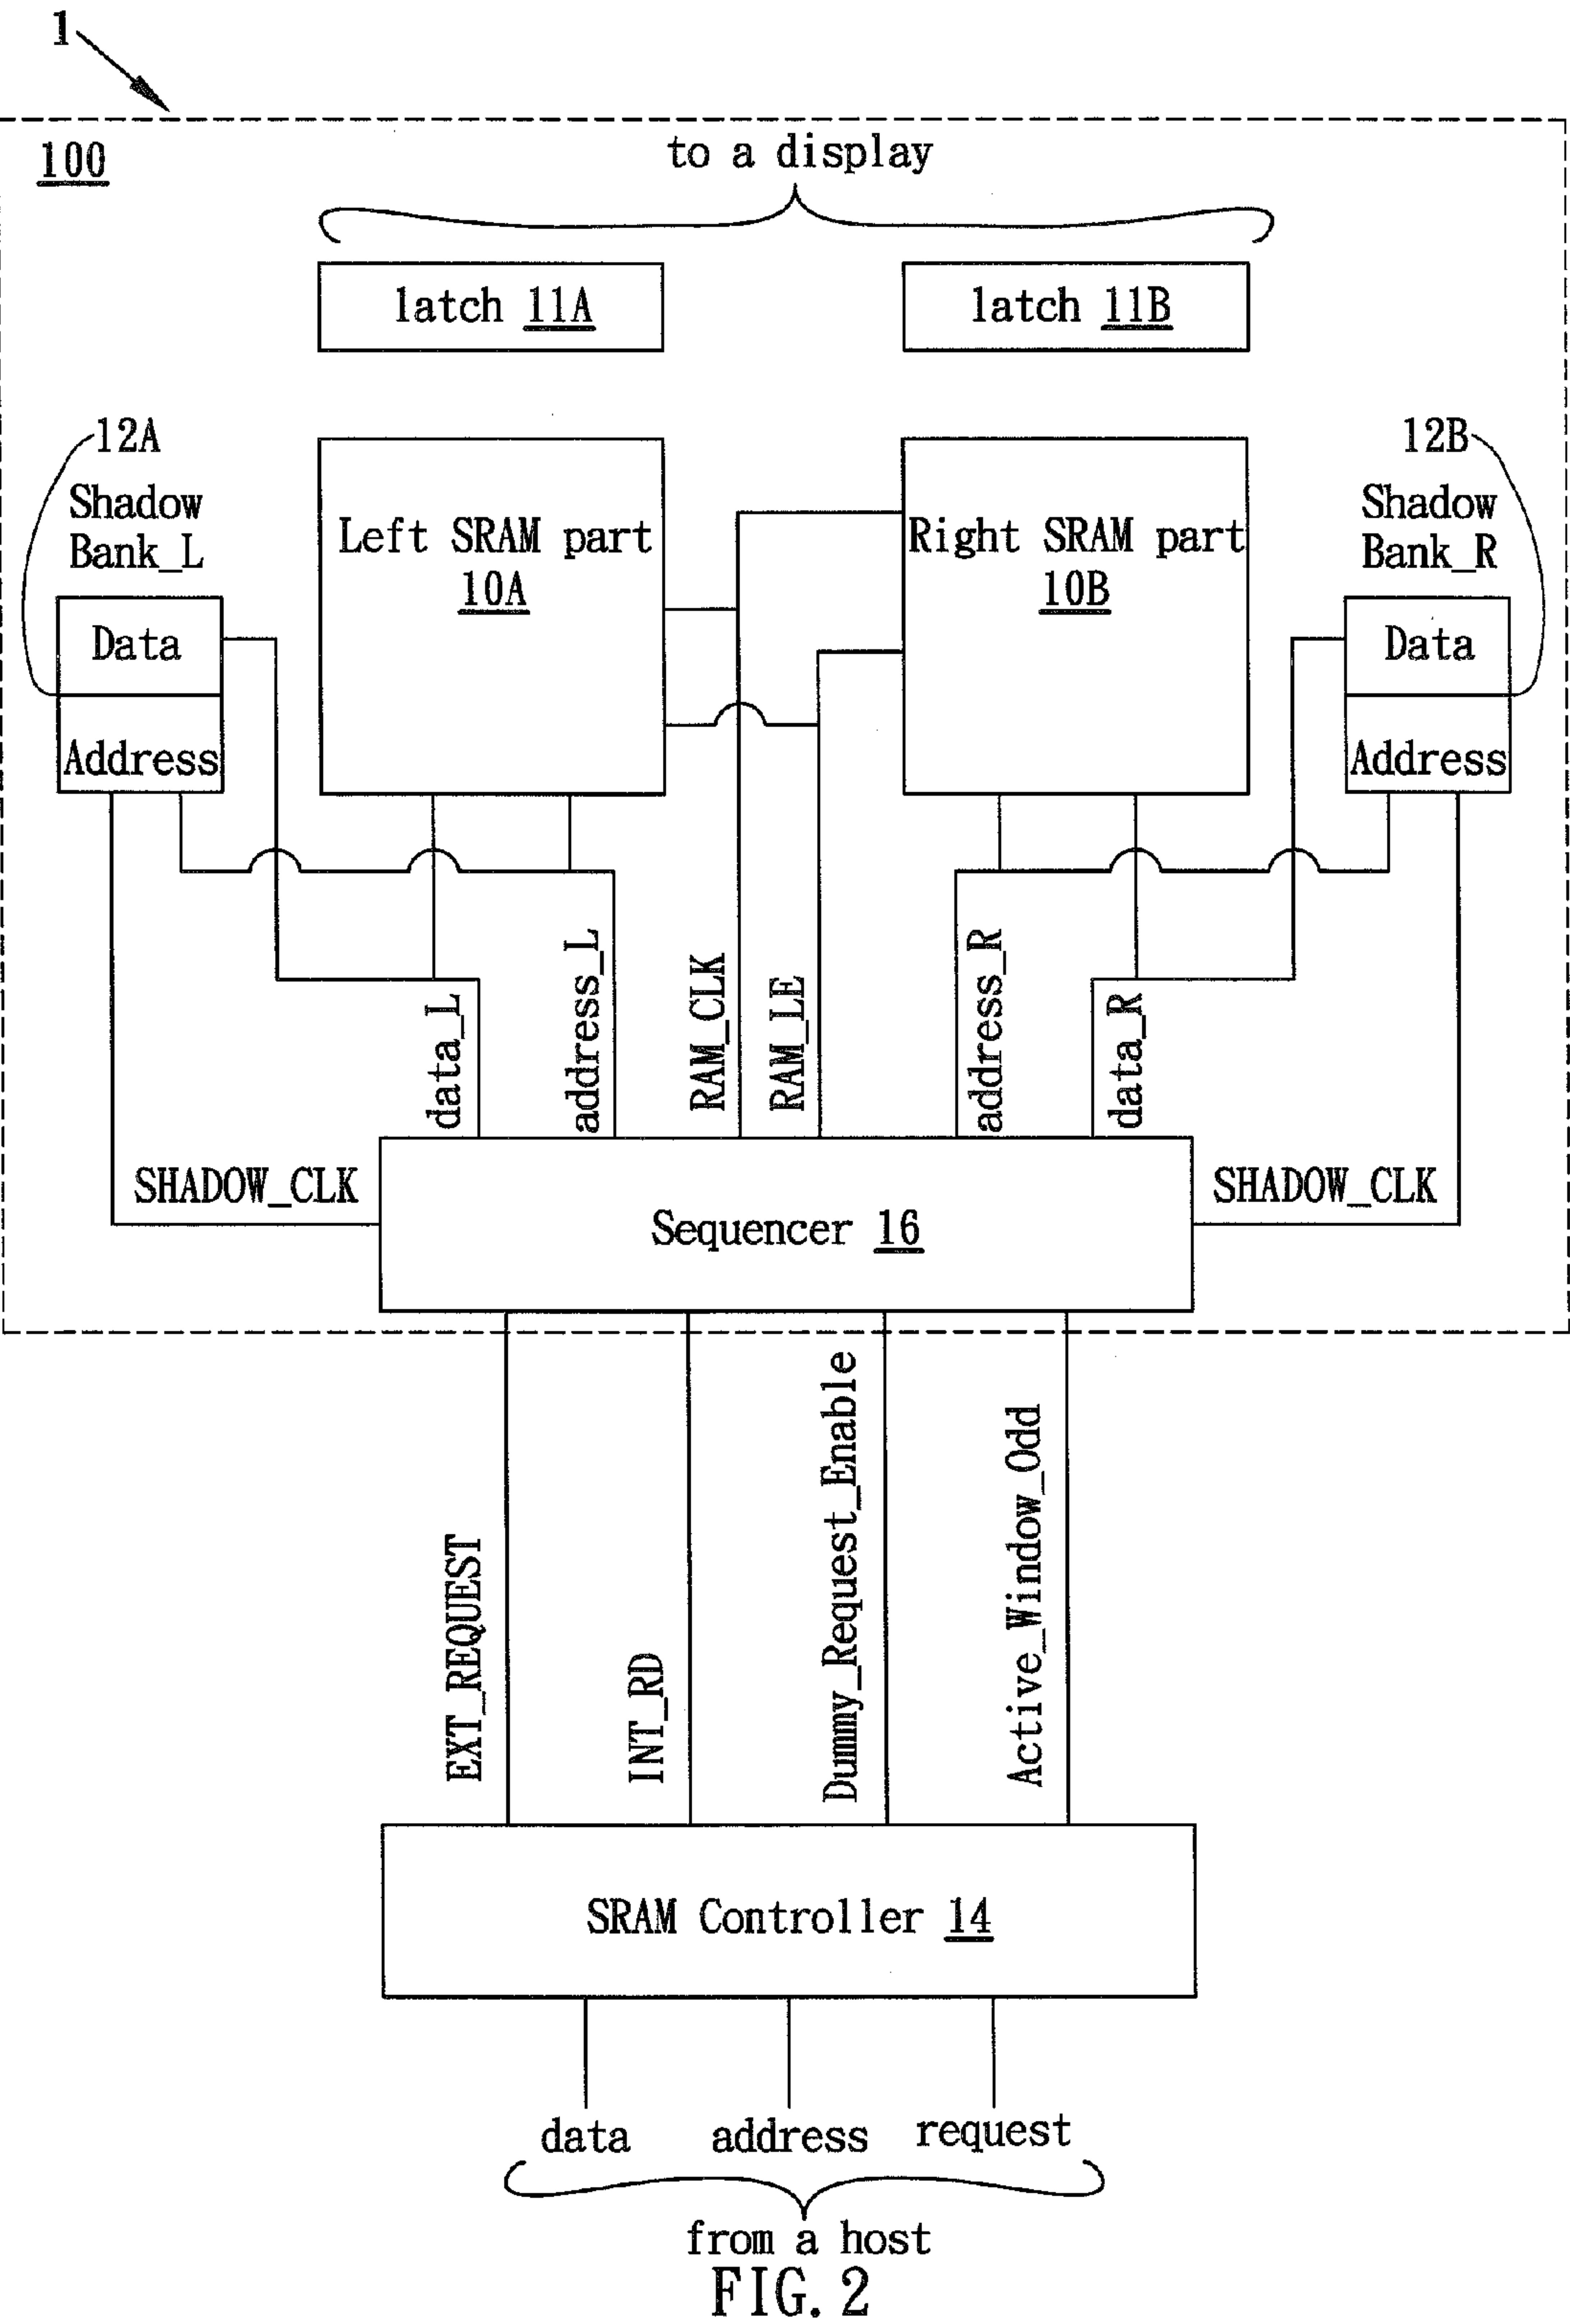 1
100
to a display
latch 11A
latch 11B
12A
Shadow
Bank_L
Data
Address
Left SRAM part
10A
Right SRAM part
10B
12B
Shadow
Bank_R
Data
Address
data_L
address_L
RAM_CLK
RAM_LE
address_R
data_R
SHADOW_CLK
SHADOW_CLK
Sequencer 16
EXT_REQUEST
INT_RD
Dummy_Request_Enable
Active_Window_Odd
SRAM Controller 14
data
address
request
from a host
FIG. 2